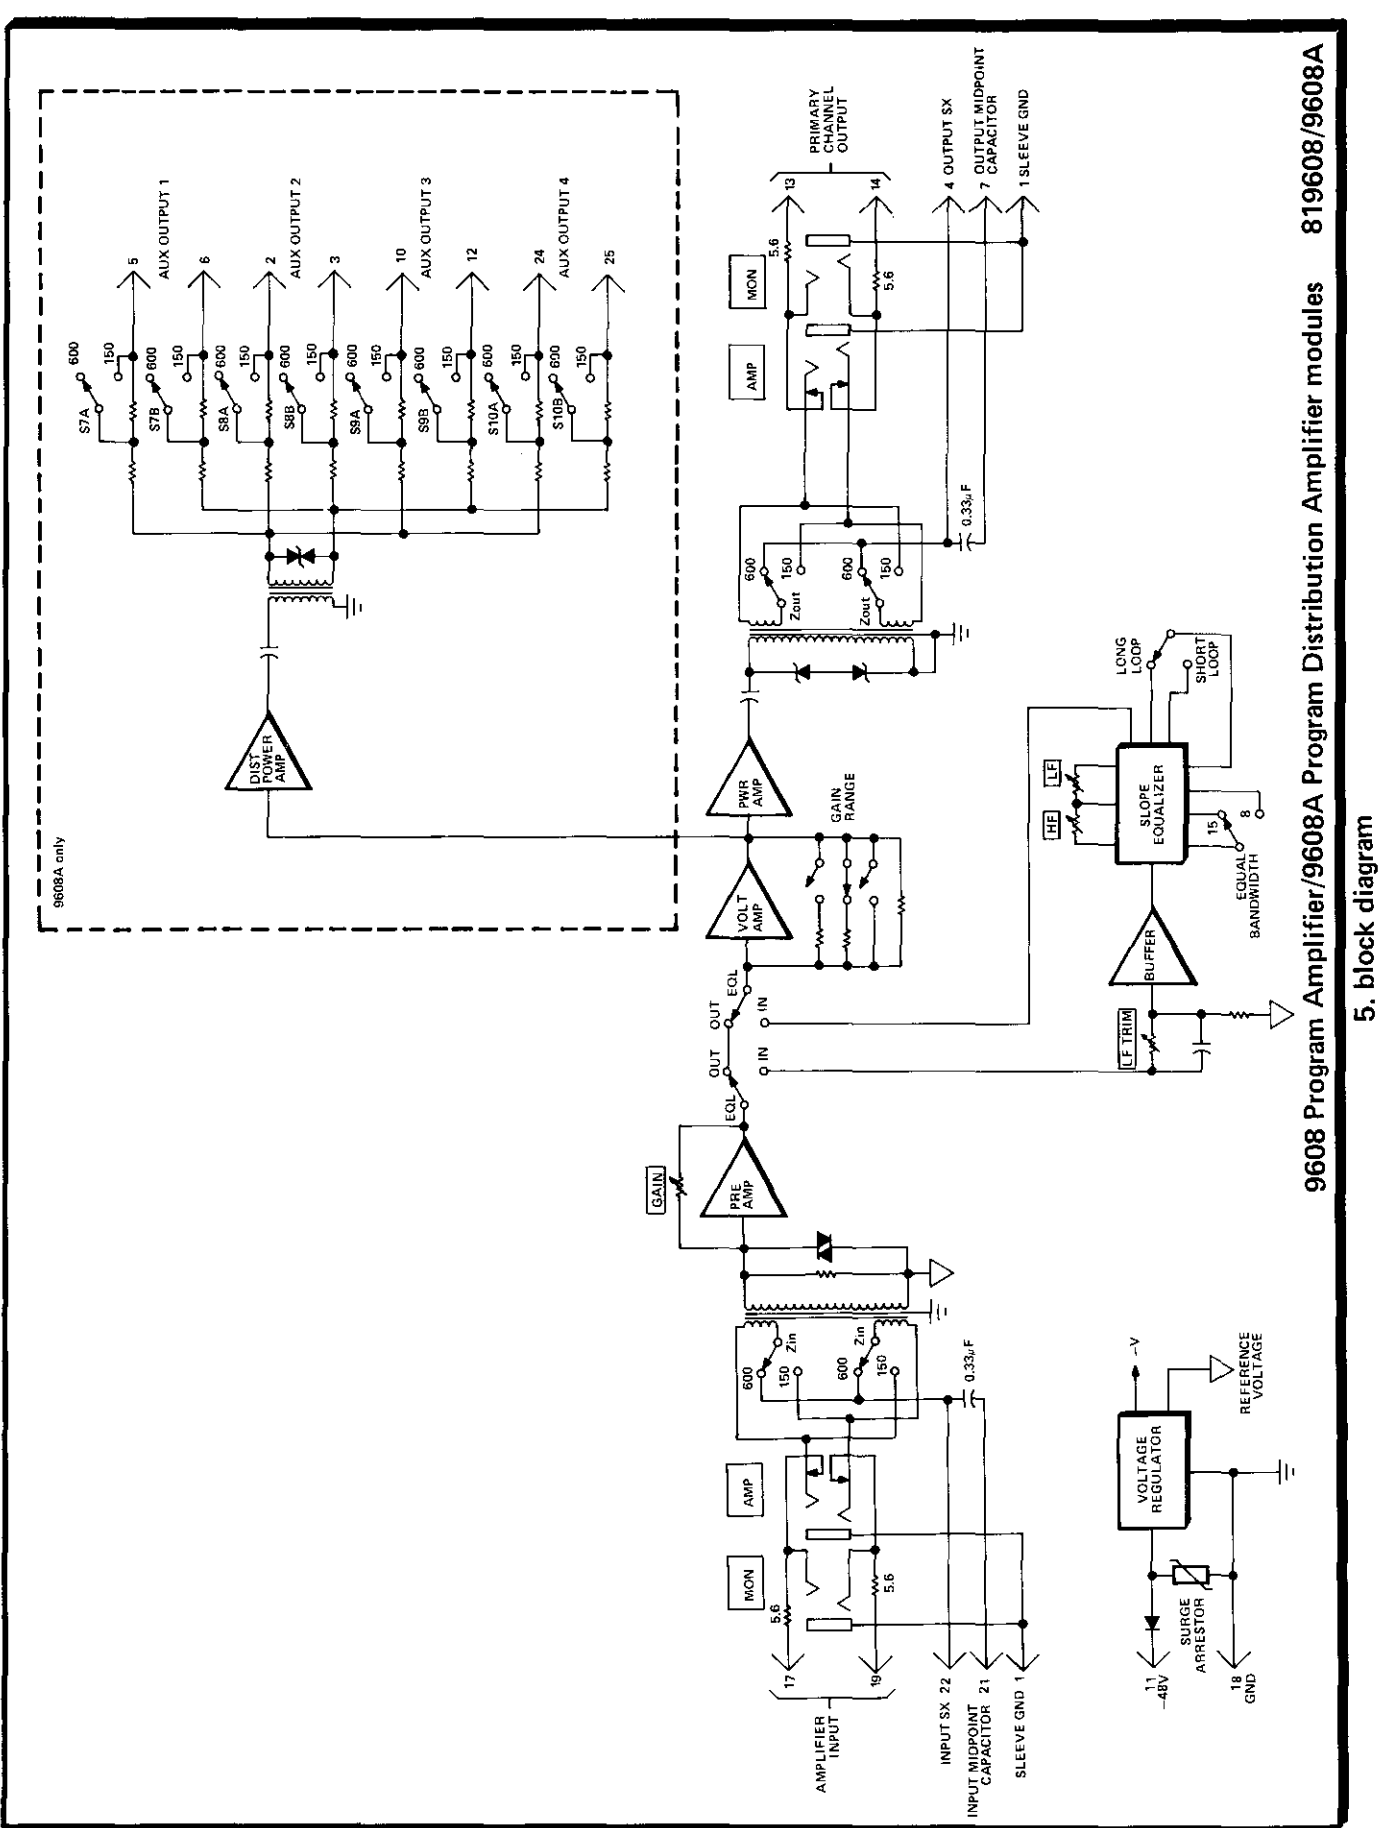 9608A only
DIST
POWER
AMP
S7A
600
150
5
AUX OUTPUT 1
S7B
600
150
6
S8A
600
150
2
AUX OUTPUT 2
S8B
600
150
3
S9A
600
150
10
AUX OUTPUT 3
S9B
600
150
12
S10A
600
150
24
AUX OUTPUT 4
S10B
600
150
25
AMPLIFIER
INPUT
17
19
5.6
5.6
MON
AMP
600
150
Zin
600
150
Zin
0.33µF
INPUT SX 22
INPUT MIDPOINT
CAPACITOR 21
SLEEVE GND 1
GAIN
PRE
AMP
EQL
OUT
IN
OUT
IN
EQL
VOLT
AMP
GAIN
RANGE
PWR
AMP
Zout
600
150
Zout
600
150
0.33µF
AMP
MON
5.6
5.6
13
14
PRIMARY
CHANNEL
OUTPUT
4 OUTPUT SX
7 OUTPUT MIDPOINT
CAPACITOR
1 SLEEVE GND
11
–48V
18
GND
SURGE
ARRESTOR
VOLTAGE
REGULATOR
–V
REFERENCE
VOLTAGE
LF TRIM
BUFFER
HF
LF
SLOPE
EQUALIZER
EQUAL
BANDWIDTH
15
8
LONG
LOOP
SHORT
LOOP
9608 Program Amplifier/9608A Program Distribution Amplifier modules 819608/9608A
5. block diagram